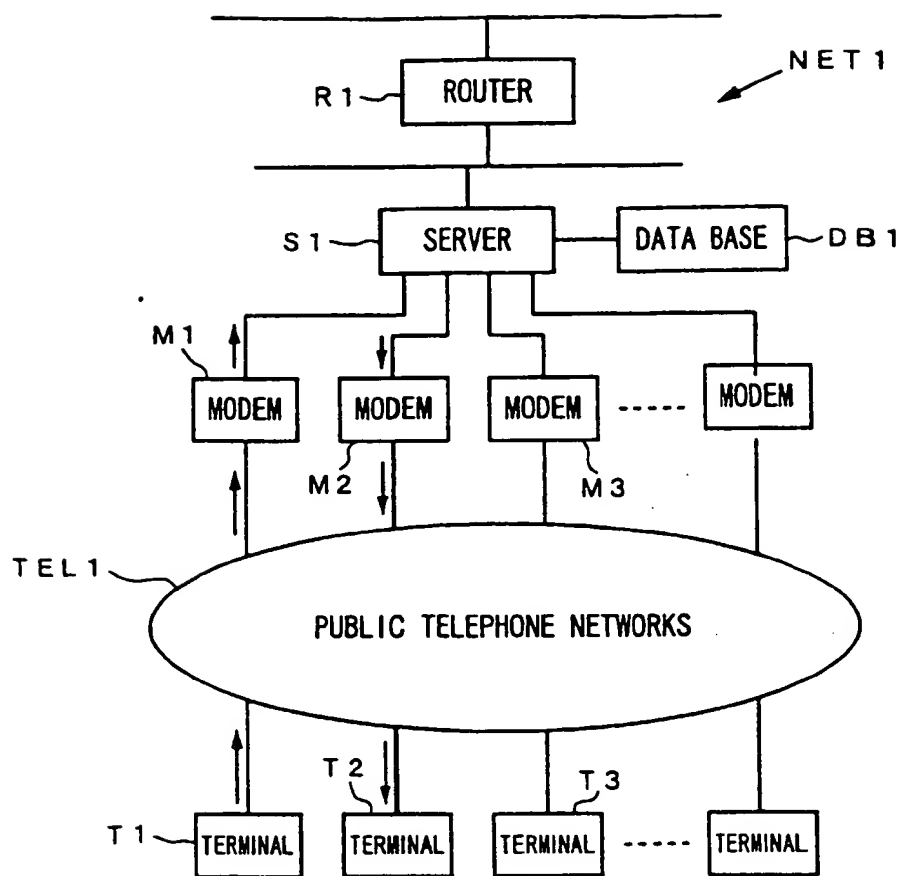 NET1
R1
ROUTER
S1
SERVER
DATA BASE
DB1
M1
MODEM
MODEM
MODEM
MODEM
M2
M3
TEL1
PUBLIC TELEPHONE NETWORKS
T2
T3
T1
TERMINAL
TERMINAL
TERMINAL
TERMINAL